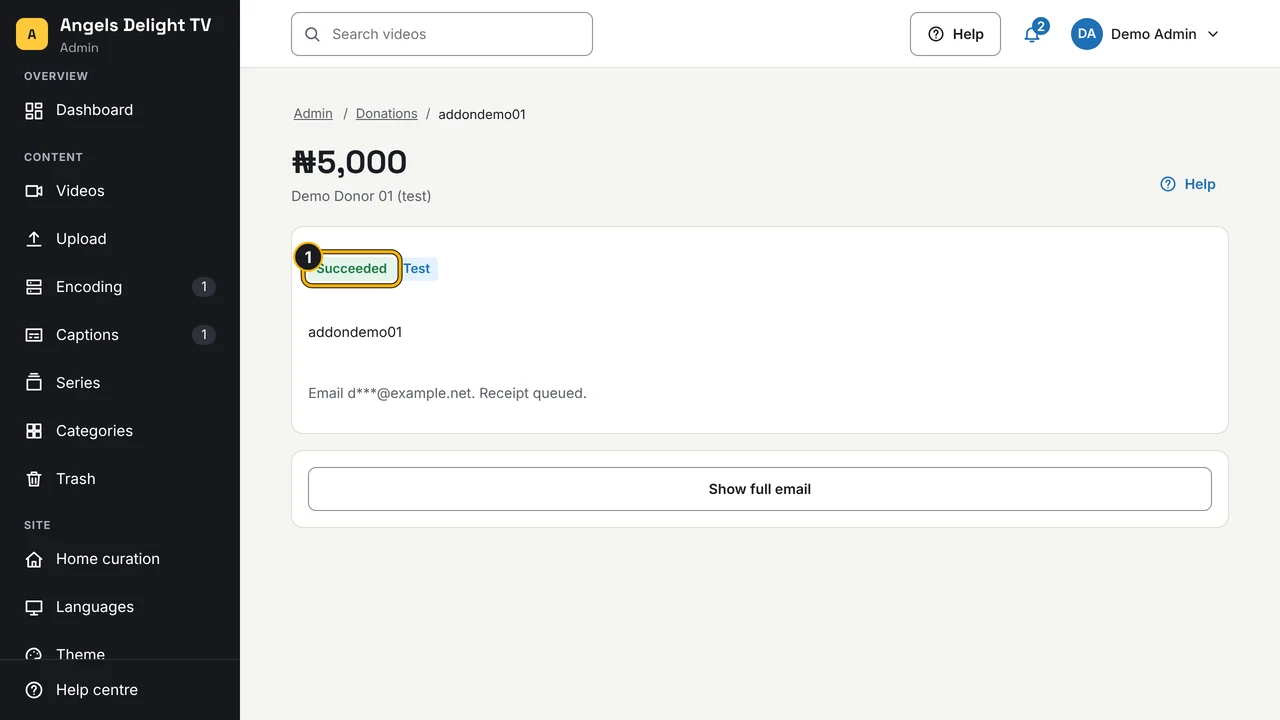 A
Angels Delight TV
Admin
OVERVIEW
Dashboard
CONTENT
Videos
Upload
Encoding 1
Captions 1
Series
Categories
Trash
SITE
Home curation
Languages
Theme
Help centre
Search videos
Help
2
DA
Demo Admin
Admin / Donations / addondemo01
₦5,000
Demo Donor 01 (test)
Help
1
Succeeded
Test
addondemo01
Email d***@example.net. Receipt queued.
Show full email